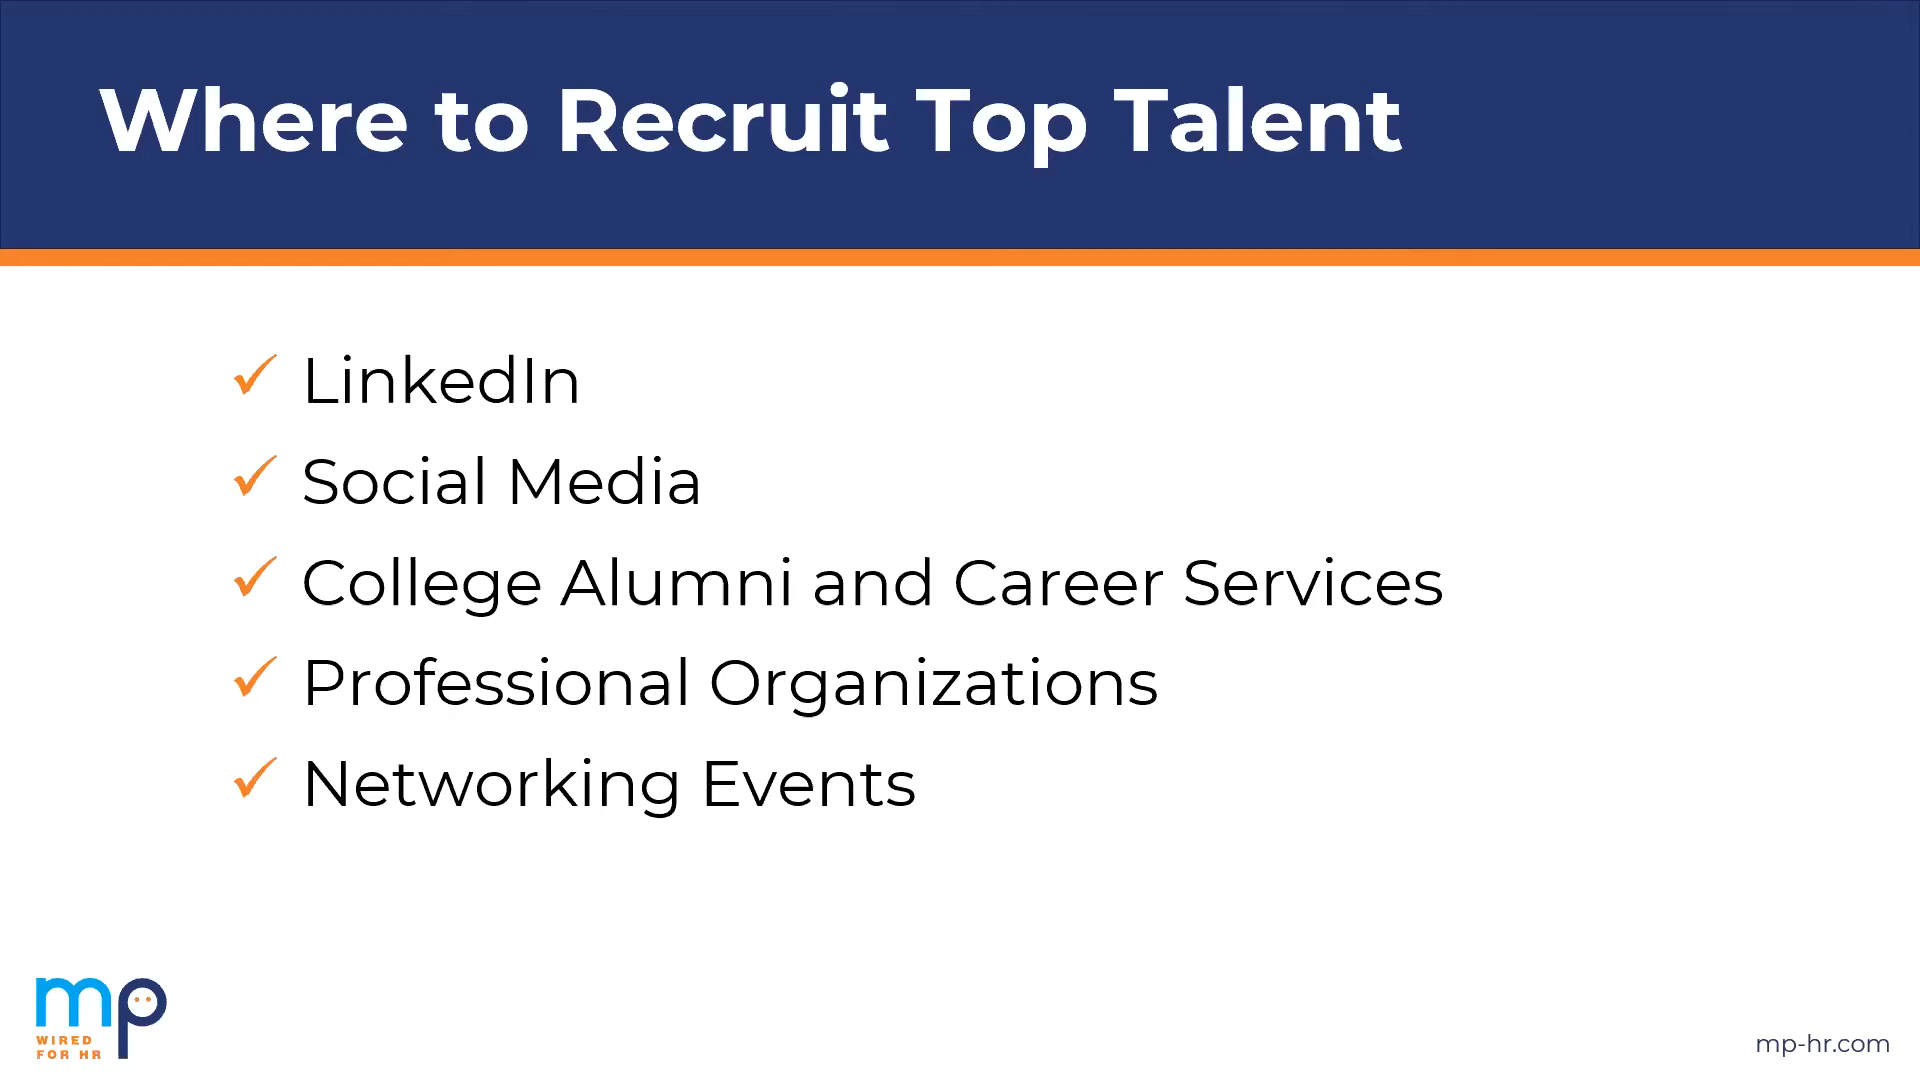 Where to Recruit Top Talent
LinkedIn
Social Media
College Alumni and Career Services
Professional Organizations
Networking Events
mp
WIRED
FOR HR
mp-hr.com